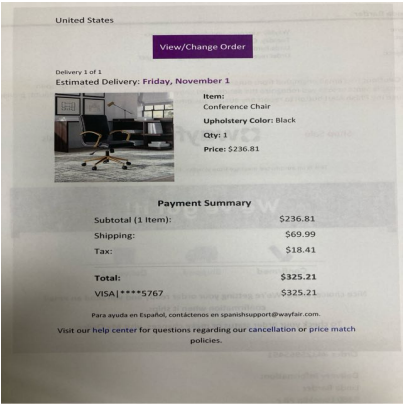 United States
View/Change Order
Delivery 1 of 1
Estimated Delivery: Friday, November 1
Item:
Conference Chair
Upholstery Color: Black
Qty: 1
Price: $236.81
Payment Summary
Subtotal (1 Item): $236.81
Shipping: $69.99
Tax: $18.41
Total: $325.21
VISA|****5767 $325.21
Para ayuda en Español, contáctenos en spanishsupport@wayfair.com.
Visit our help center for questions regarding our cancellation or price match
policies.